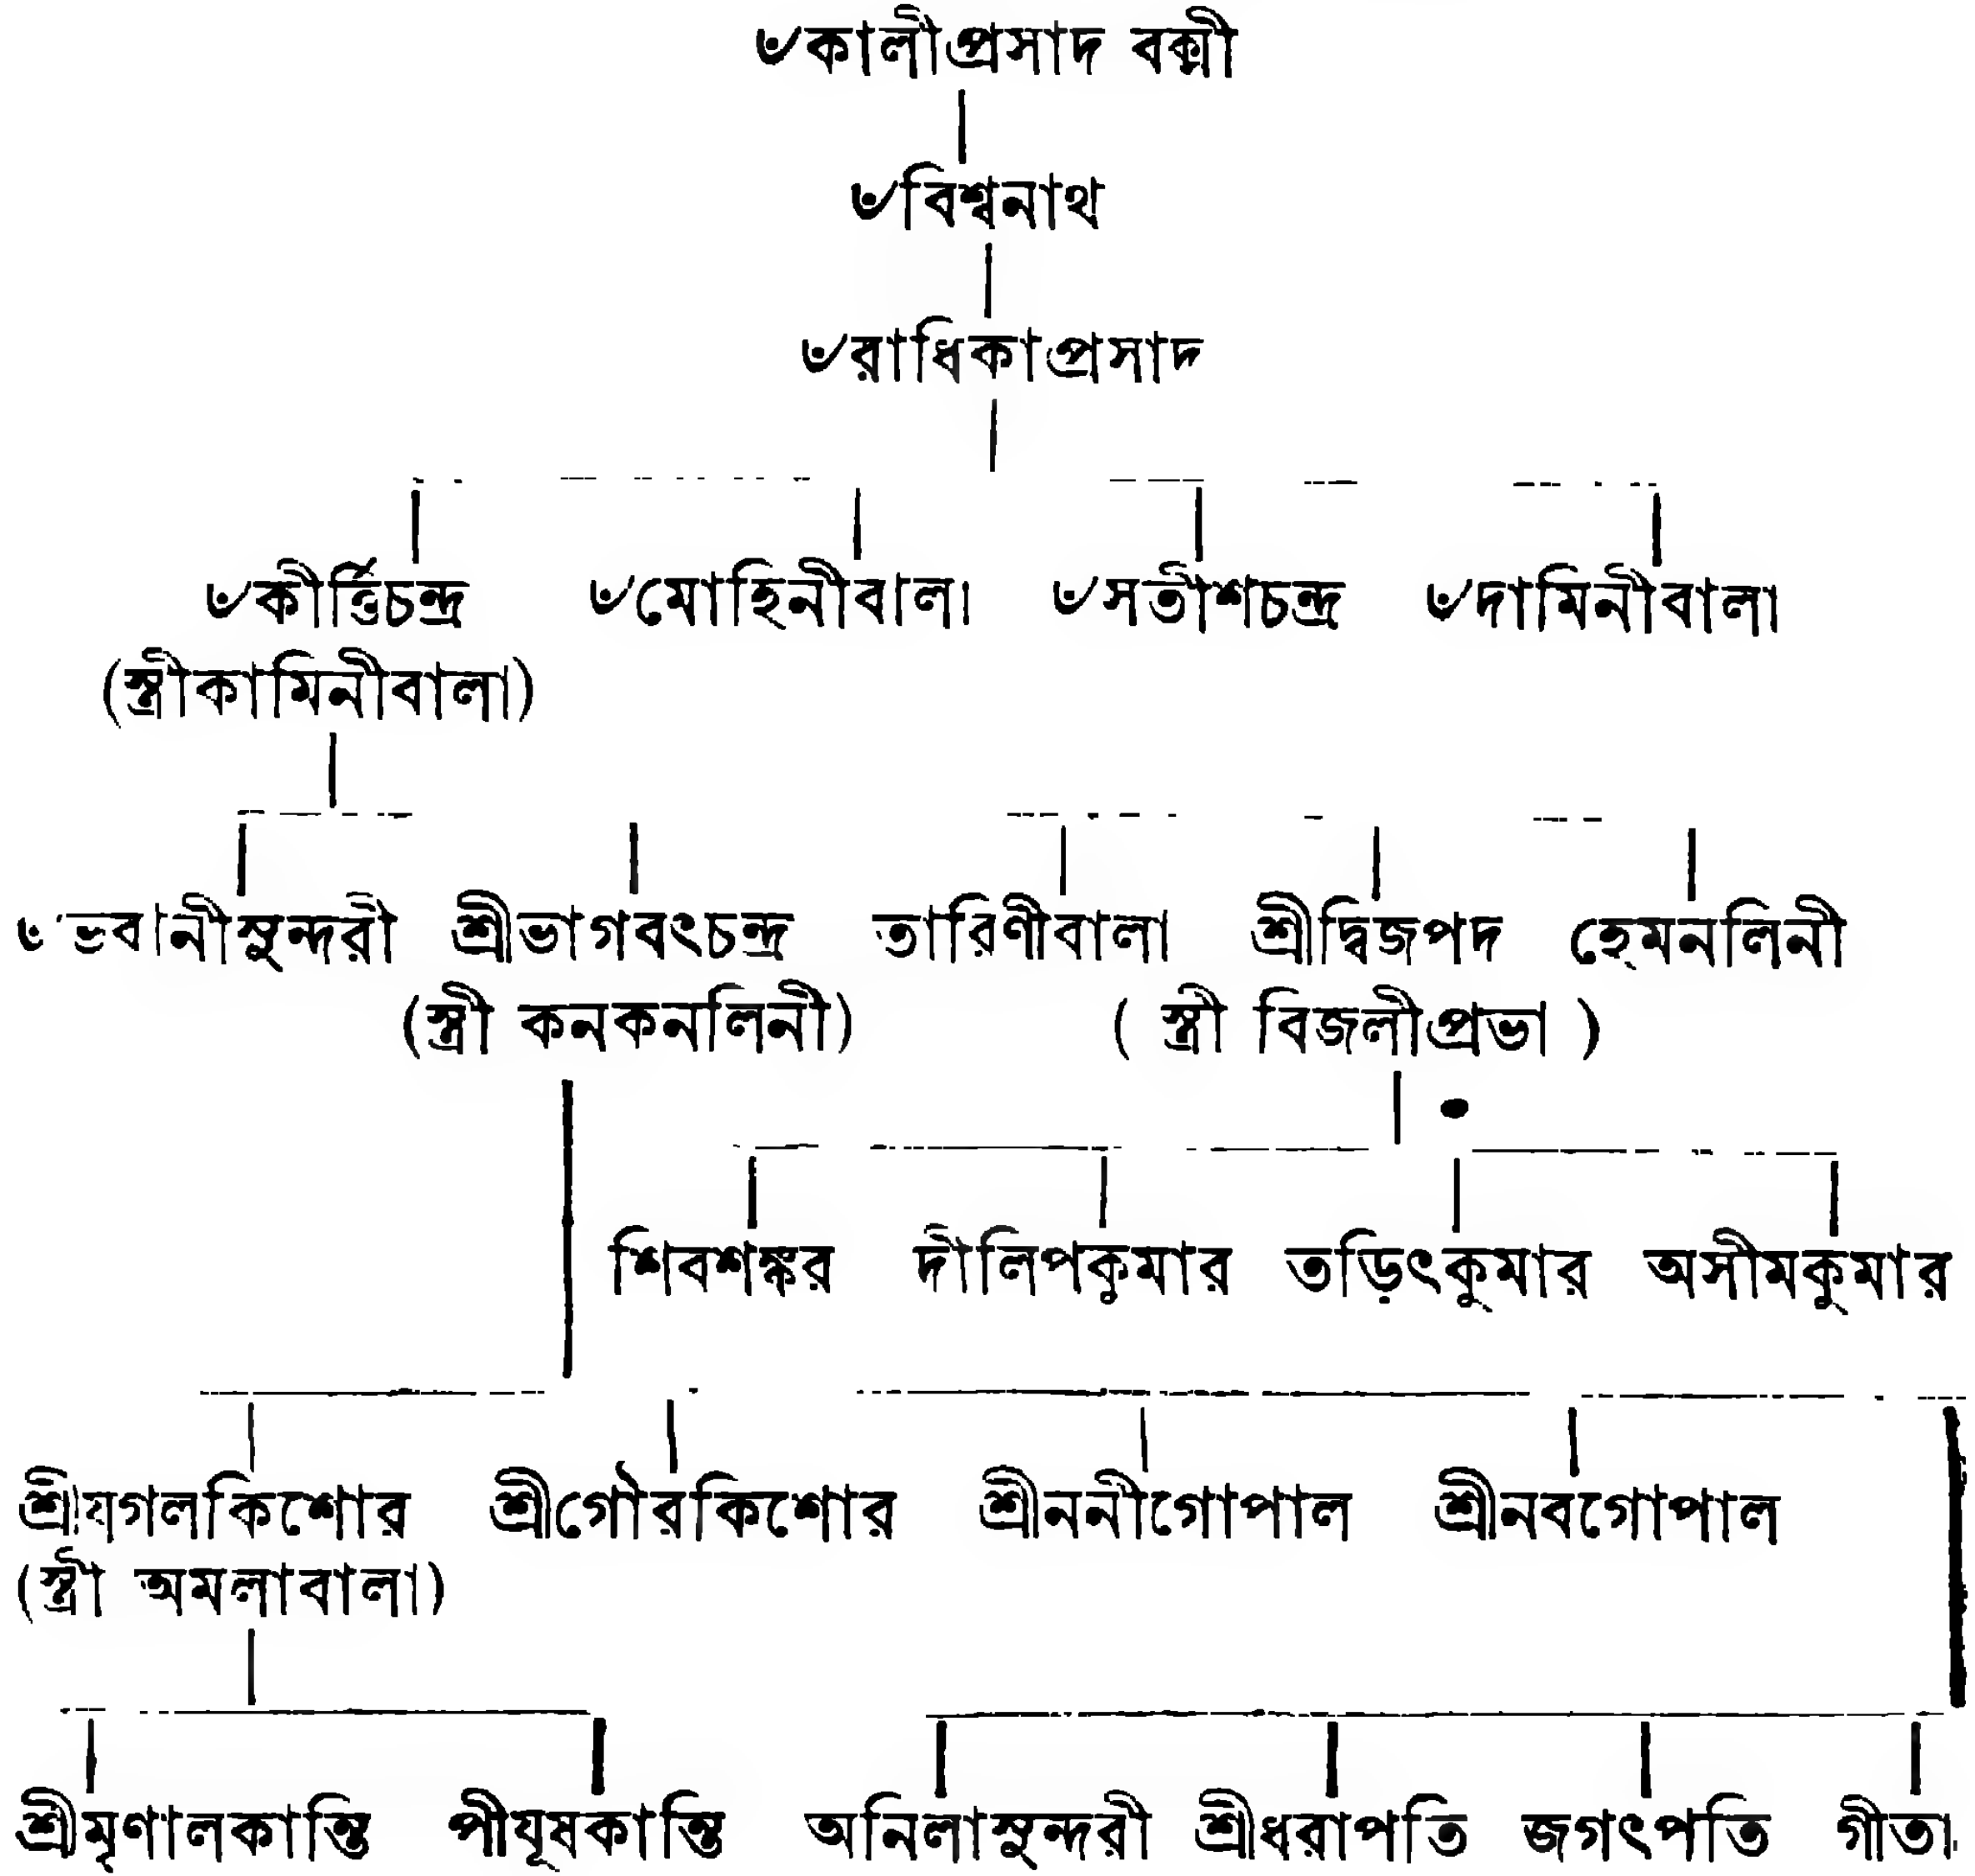 ৺কালীপ্রসাদ বক্সী
৺বিশ্বনাথ
৺রাধিকাপ্রসাদ
৺কীর্ত্তিচন্দ্র ৺মোহিনীবালা ৺সতীশচন্দ্র ৺দামিনীবালা
(স্ত্রীকামিনীবালা)
৺ভবানীসুন্দরী শ্রীভাগবৎচন্দ্র তারিণীবালা শ্রীদ্বিজপদ হেমনলিনী
(স্ত্রী কনকনলিনী) ( স্ত্রী বিজলীপ্রভা )
শিবশঙ্কর দীলিপকুমার তড়িৎকুমার অসীমকুমার
শ্রীযুগলকিশোর শ্রীগৌরকিশোর শ্রীননীগোপাল শ্রীনবগোপাল
(স্ত্রী অমলাবালা)
শ্রীমৃণালকান্তি পীযূষকান্তি অনিলাসুন্দরী শ্রীধরাপতি জগৎপতি গীতা